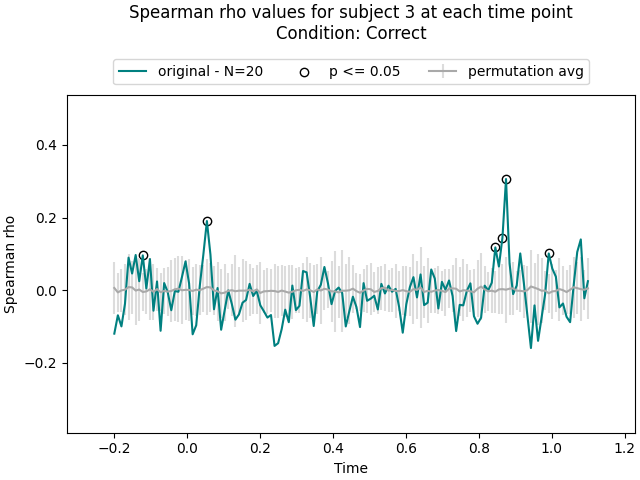 Spearman rho values for subject 3 at each time point
Condition: Correct
original - N=20
p <= 0.05
permutation avg
Spearman rho
0.4
0.2
0.0
−0.2
−0.2
0.0
0.2
0.4
0.6
0.8
1.0
1.2
Time